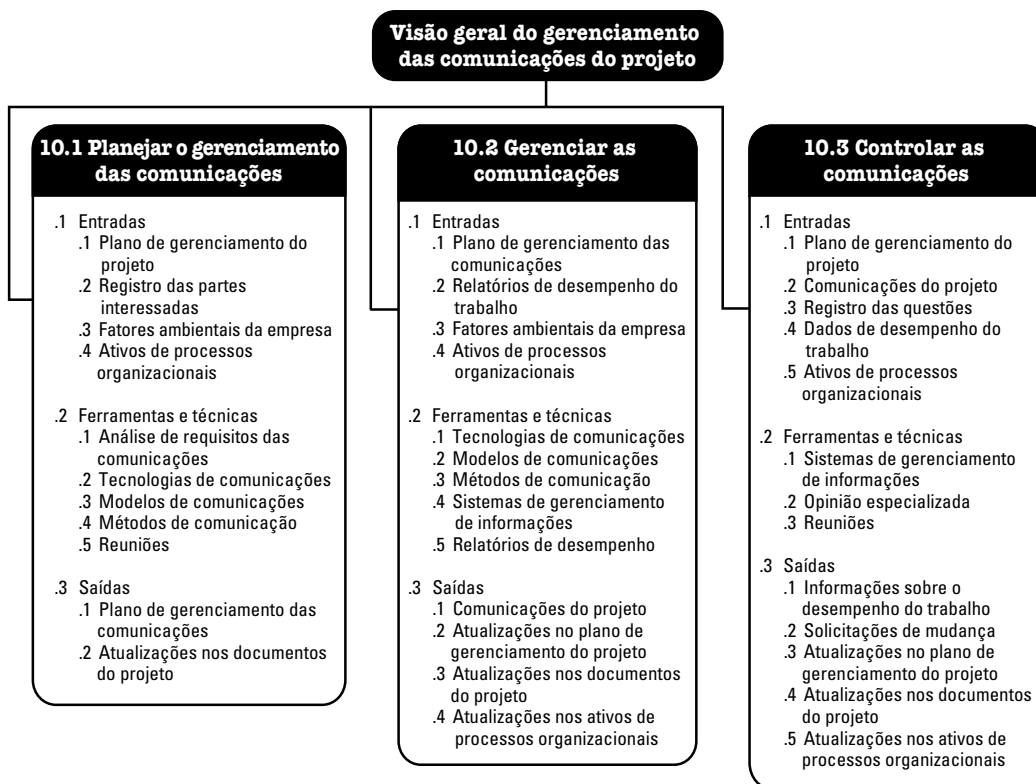 Visão geral do gerenciamento
das comunicações do projeto
10.1 Planejar o gerenciamento
das comunicações
.1 Entradas
.1 Plano de gerenciamento do
projeto
.2 Registro das partes
interessadas
.3 Fatores ambientais da empresa
.4 Ativos de processos
organizacionais
.2 Ferramentas e técnicas
.1 Análise de requisitos das
comunicações
.2 Tecnologias de comunicações
.3 Modelos de comunicações
.4 Métodos de comunicação
.5 Reuniões
.3 Saídas
.1 Plano de gerenciamento das
comunicações
.2 Atualizações nos documentos
do projeto
10.2 Gerenciar as
comunicações
.1 Entradas
.1 Plano de gerenciamento das
comunicações
.2 Relatórios de desempenho do
trabalho
.3 Fatores ambientais da empresa
.4 Ativos de processos
organizacionais
.2 Ferramentas e técnicas
.1 Tecnologias de comunicações
.2 Modelos de comunicações
.3 Métodos de comunicação
.4 Sistemas de gerenciamento
de informações
.5 Relatórios de desempenho
.3 Saídas
.1 Comunicações do projeto
.2 Atualizações no plano de
gerenciamento do projeto
.3 Atualizações nos documentos
do projeto
.4 Atualizações nos ativos de
processos organizacionais
10.3 Controlar as
comunicações
.1 Entradas
.1 Plano de gerenciamento do
projeto
.2 Comunicações do projeto
.3 Registro das questões
.4 Dados de desempenho do
trabalho
.5 Ativos de processos
organizacionais
.2 Ferramentas e técnicas
.1 Sistemas de gerenciamento
de informações
.2 Opinião especializada
.3 Reuniões
.3 Saídas
.1 Informações sobre o
desempenho do trabalho
.2 Solicitações de mudança
.3 Atualizações no plano de
gerenciamento do projeto
.4 Atualizações nos documentos
do projeto
.5 Atualizações nos ativos de
processos organizacionais